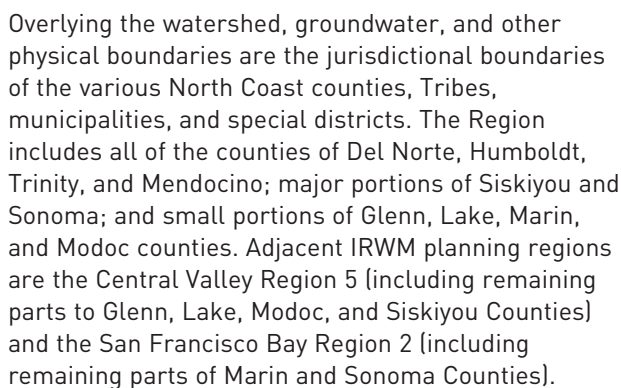 Overlying the watershed, groundwater, and other
physical boundaries are the jurisdictional boundaries
of the various North Coast counties, Tribes,
municipalities, and special districts. The Region
includes all of the counties of Del Norte, Humboldt,
Trinity, and Mendocino; major portions of Siskiyou and
Sonoma; and small portions of Glenn, Lake, Marin,
and Modoc counties. Adjacent IRWM planning regions
are the Central Valley Region 5 (including remaining
parts to Glenn, Lake, Modoc, and Siskiyou Counties)
and the San Francisco Bay Region 2 (including
remaining parts of Marin and Sonoma Counties).